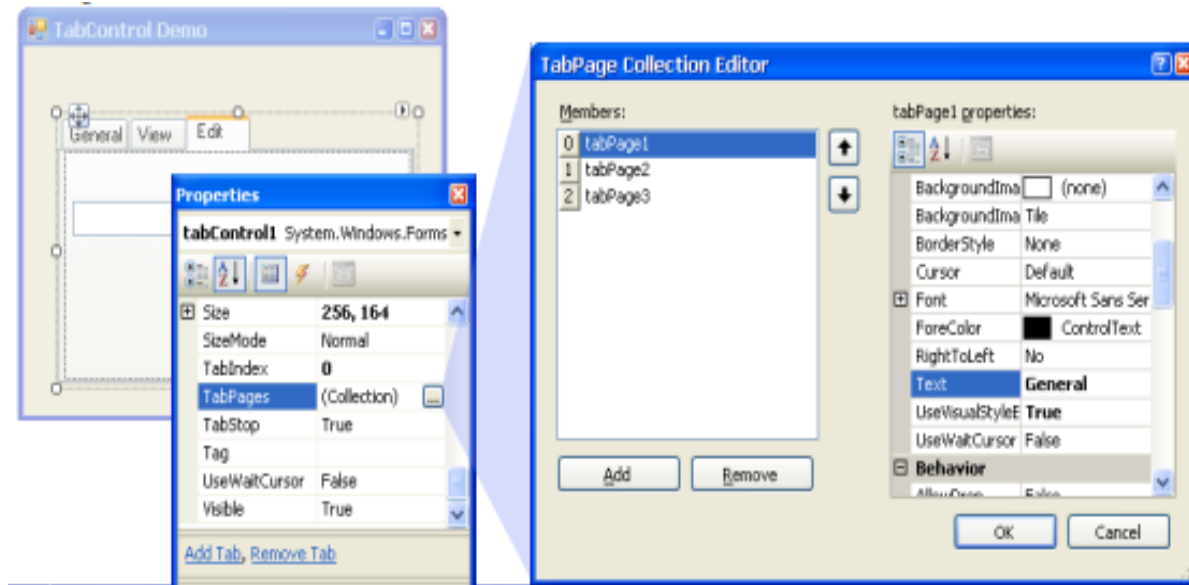 TabControl Demo
General View Edit
Properties
tabControl1 System.Windows.Forms
Size 256, 164
SizeMode Normal
TabIndex 0
TabPages (Collection) ...
TabStop True
Tag
UseWaitCursor False
Visible True
Add Tab, Remove Tab
TabPage Collection Editor
Members:
0 tabPage1
1 tabPage2
2 tabPage3
Add Remove
tabPage1 properties:
BackgroundIma (none)
BackgroundIma Tile
BorderStyle None
Cursor Default
Font Microsoft Sans Ser
ForeColor ControlText
RightToLeft No
Text General
UseVisualStyleE True
UseWaitCursor False
Behavior
AllowDrop False
OK Cancel